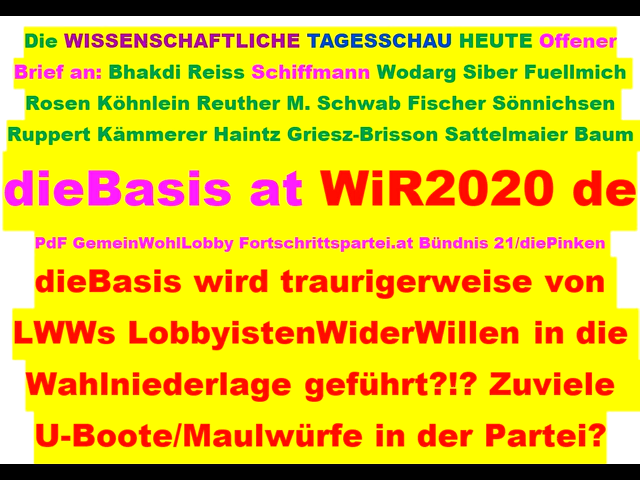 Die WISSENSCHAFTLICHE TAGESSCHAU HEUTE Offener
Brief an: Bhakdi Reiss Schiffmann Wodarg Siber Fuellmich
Rosen Köhnlein Reuther M. Schwab Fischer Sönnichsen
Ruppert Kämmerer Haintz Griesz-Brisson Sattelmaier Baum
dieBasis at WiR2020 de
PdF GemeinWohlLobby Fortschrittspartei.at Bündnis 21/diePinken
dieBasis wird traurigerweise von
LWWs LobbyistenWiderWillen in die
Wahlniederlage geführt?!? Zuviele
U-Boote/Maulwürfe in der Partei?